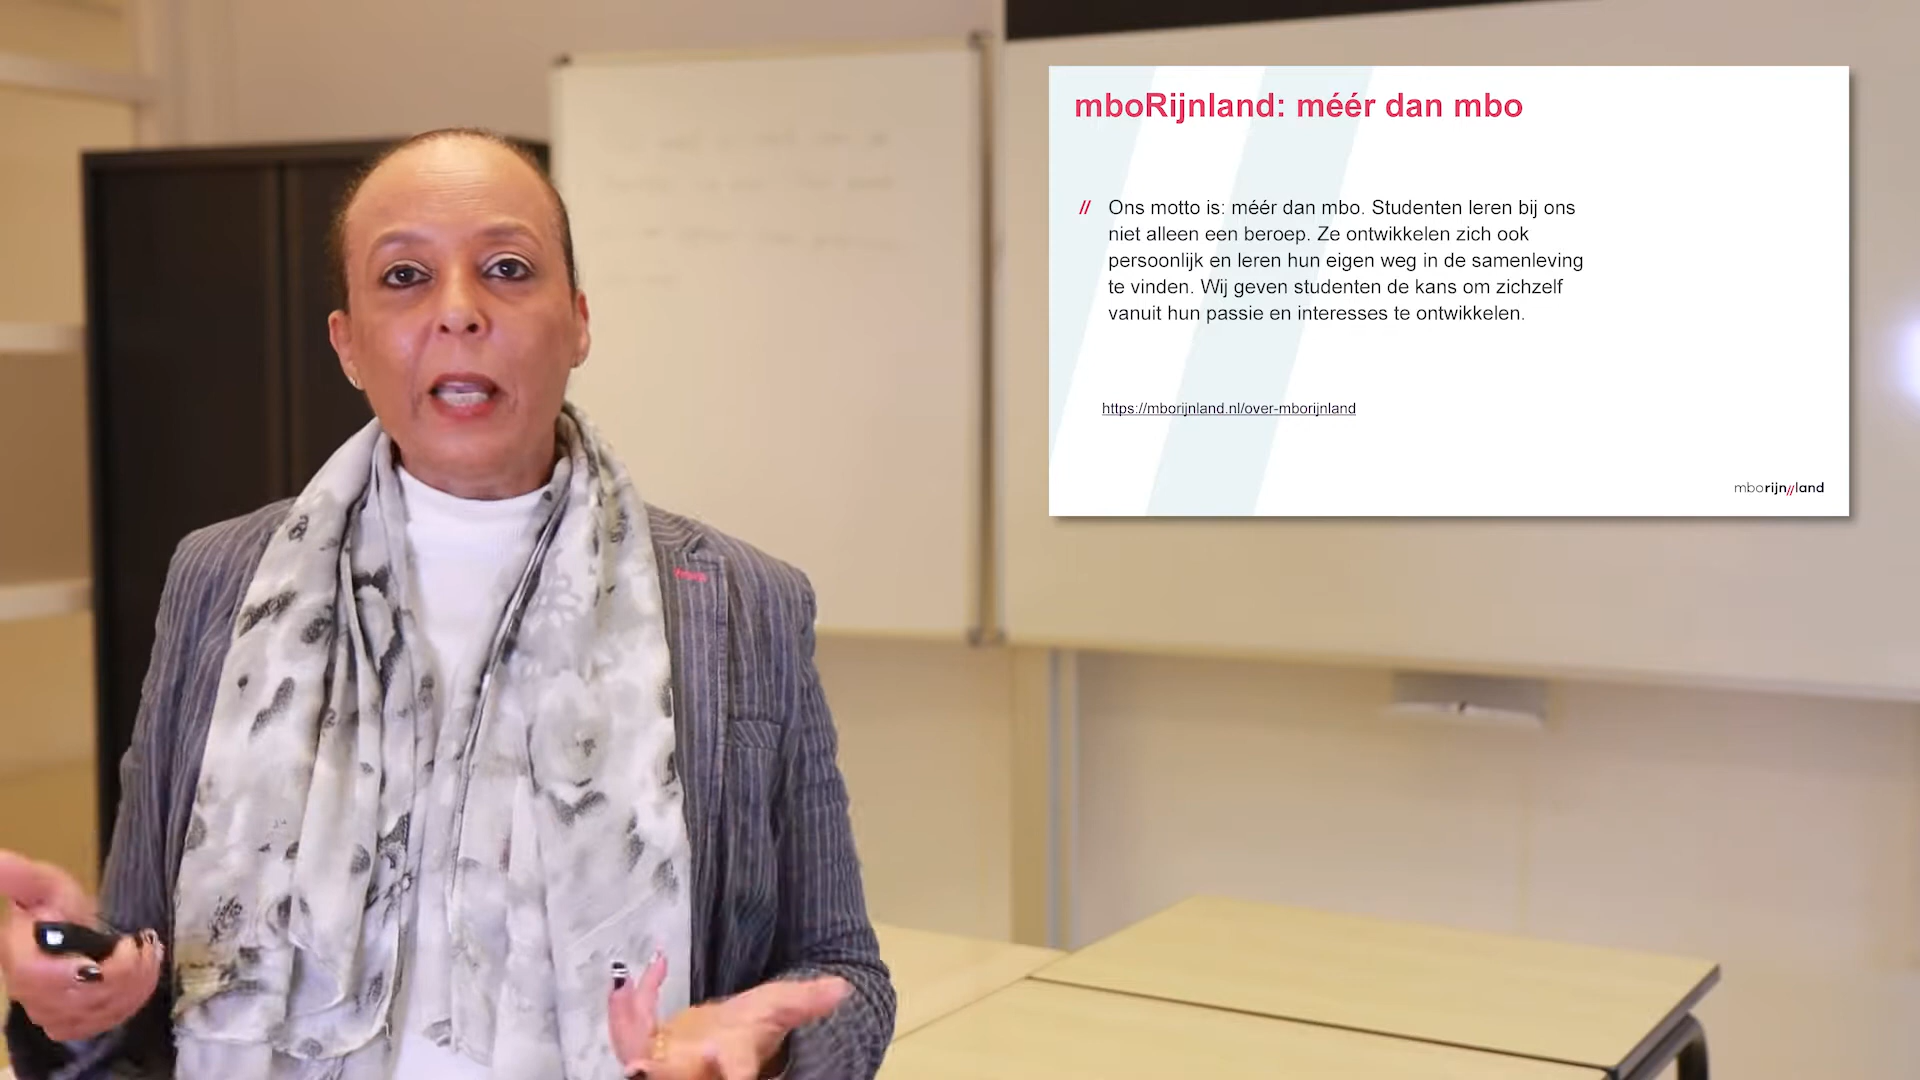 mboRijnland: méér dan mbo
// Ons motto is: méér dan mbo. Studenten leren bij ons
niet alleen een beroep. Ze ontwikkelen zich ook
persoonlijk en leren hun eigen weg in de samenleving
te vinden. Wij geven studenten de kans om zichzelf
vanuit hun passie en interesses te ontwikkelen.
https://mborijnland.nl/over-mborijnland
mborijn//land